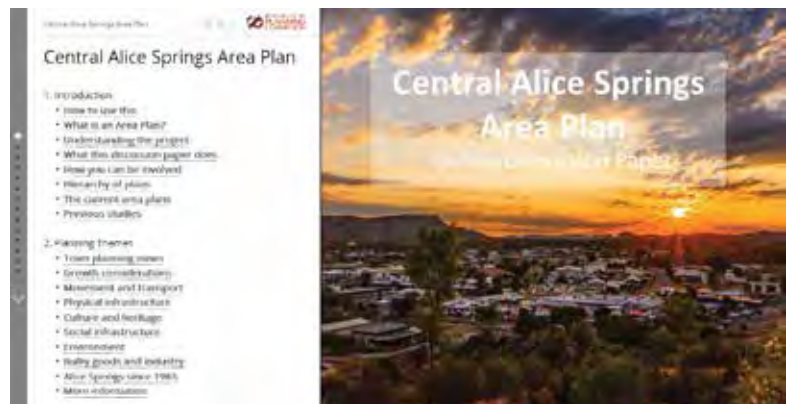 Central Alice Springs Area Plan
PLANNING
COMMISSION
Central Alice Springs Area Plan
1. Introduction
• How to use this
• What is an Area Plan?
• Understanding the project
• What this discussion paper does
• How you can be involved
• Hierarchy of plans
• The current area plans
• Previous studies
2. Planning Themes
• Town planning
• Growth considerations
• Movement and transport
• Physical infrastructure
• Culture and heritage
• Social infrastructure
• Environment
• Bulky goods and industry
• Alice Springs since 1985
• More information
Central Alice Springs
Area Plan
Paper